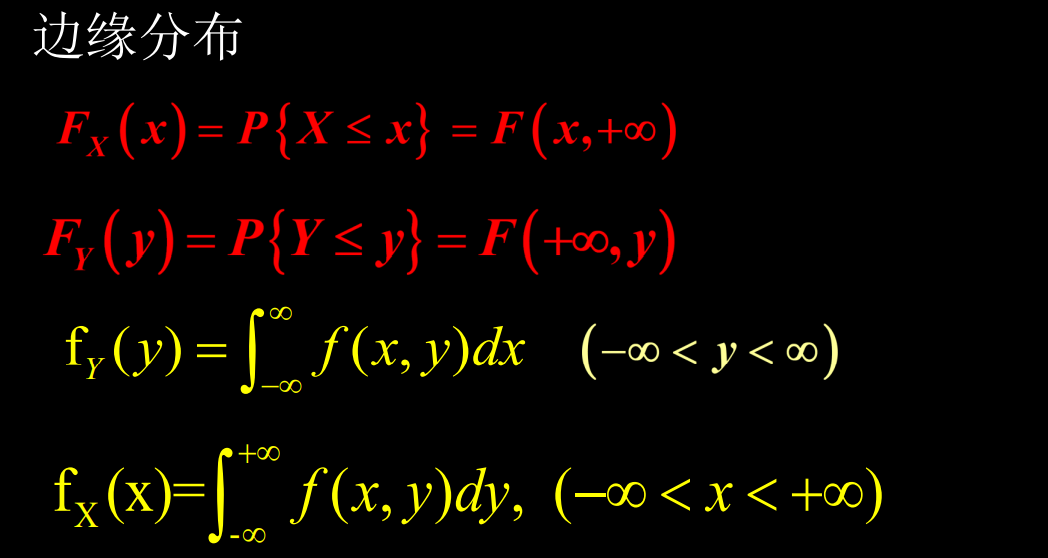 边缘分布
F_X(x) = P{X ≤ x} = F(x,+∞)
F_Y(y) = P{Y ≤ y} = F(+∞,y)
f_Y(y) = ∫_{−∞}^{∞} f(x,y)dx (−∞ < y < ∞)
f_X(x)=∫_{-∞}^{+∞} f(x,y)dy, (−∞ < x < +∞)